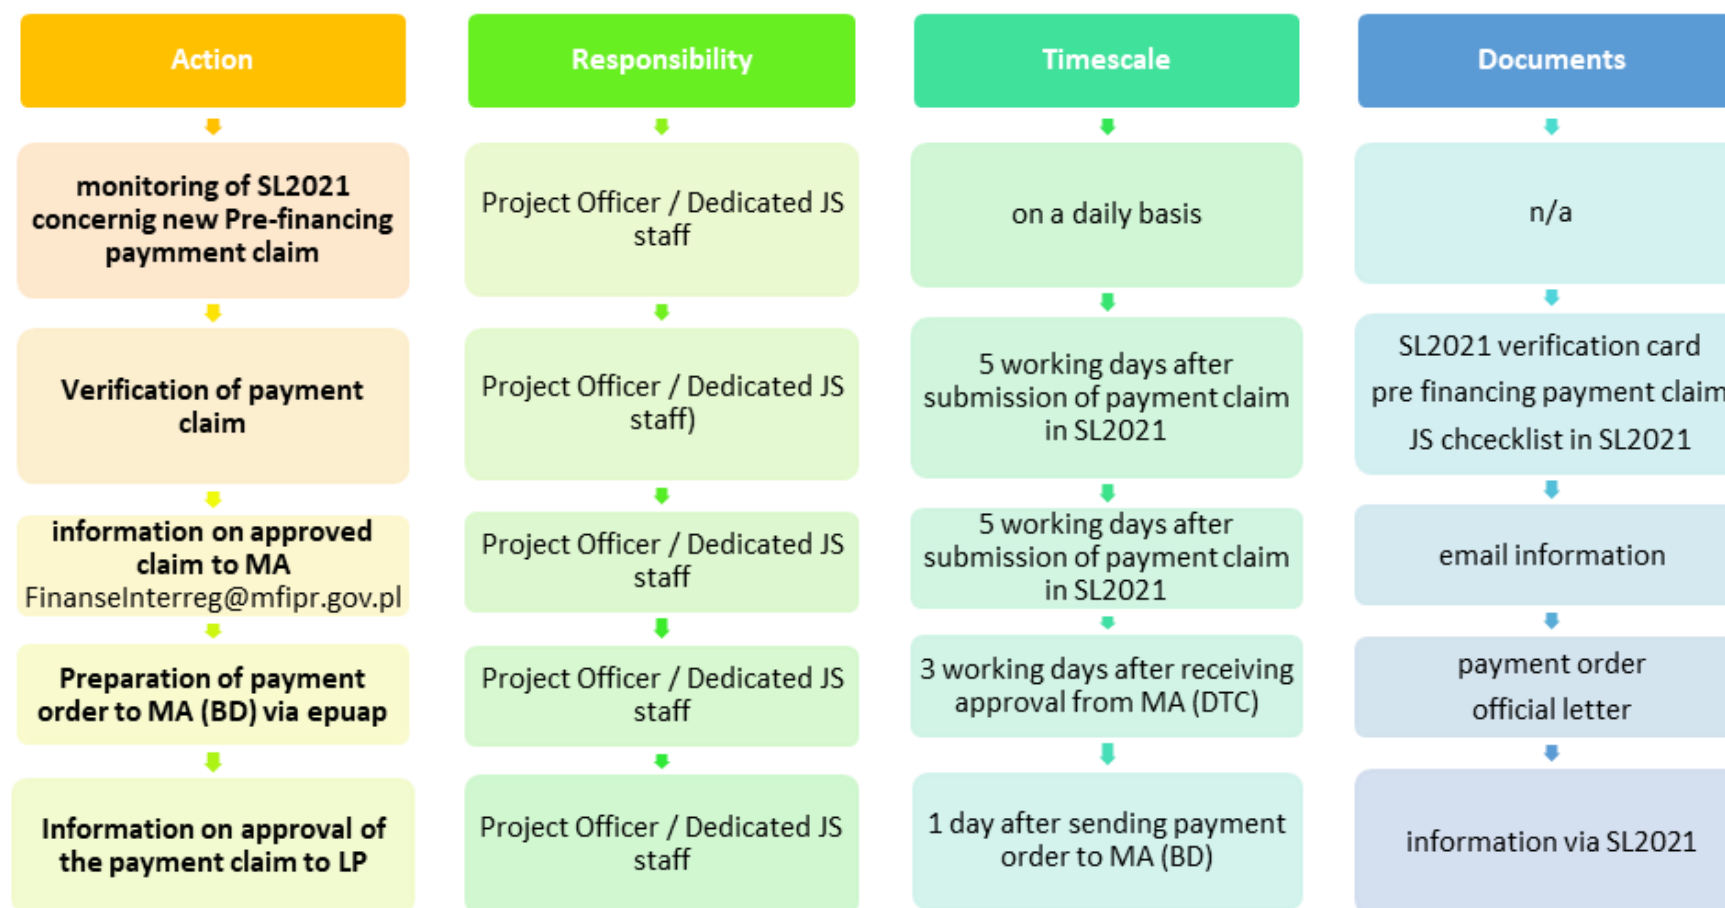 Action
Responsibility
Timescale
Documents
monitoring of SL2021
concernig new Pre-financing
paymment claim
Project Officer / Dedicated JS
staff
on a daily basis
n/a
Verification of payment
claim
Project Officer / Dedicated JS
staff)
5 working days after
submission of payment claim
in SL2021
SL2021 verification card
pre financing payment claim
JS chcecklist in SL2021
information on approved
claim to MA
FinanseInterreg@mfipr.gov.pl
Project Officer / Dedicated JS
staff
5 working days after
submission of payment claim
in SL2021
email information
Preparation of payment
order to MA (BD) via epuap
Project Officer / Dedicated JS
staff
3 working days after receiving
approval from MA (DTC)
payment order
official letter
Information on approval of
the payment claim to LP
Project Officer / Dedicated JS
staff
1 day after sending payment
order to MA (BD)
information via SL2021